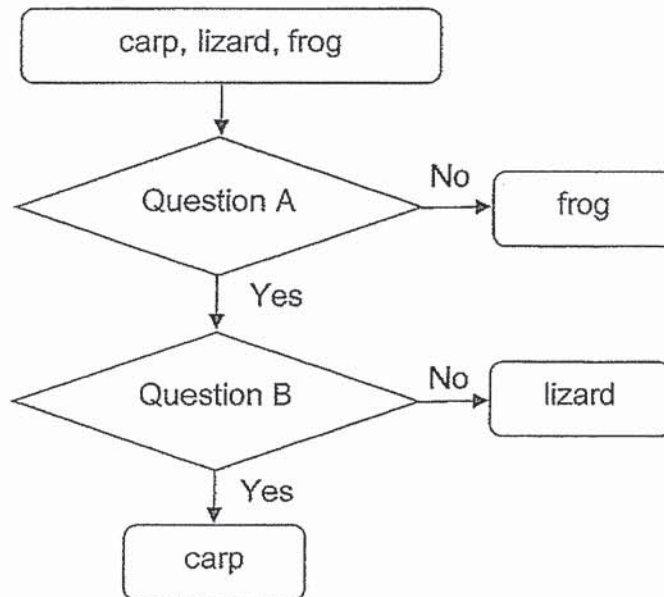 carp, lizard, frog
Question A
No
frog
Yes
Question B
No
lizard
Yes
carp